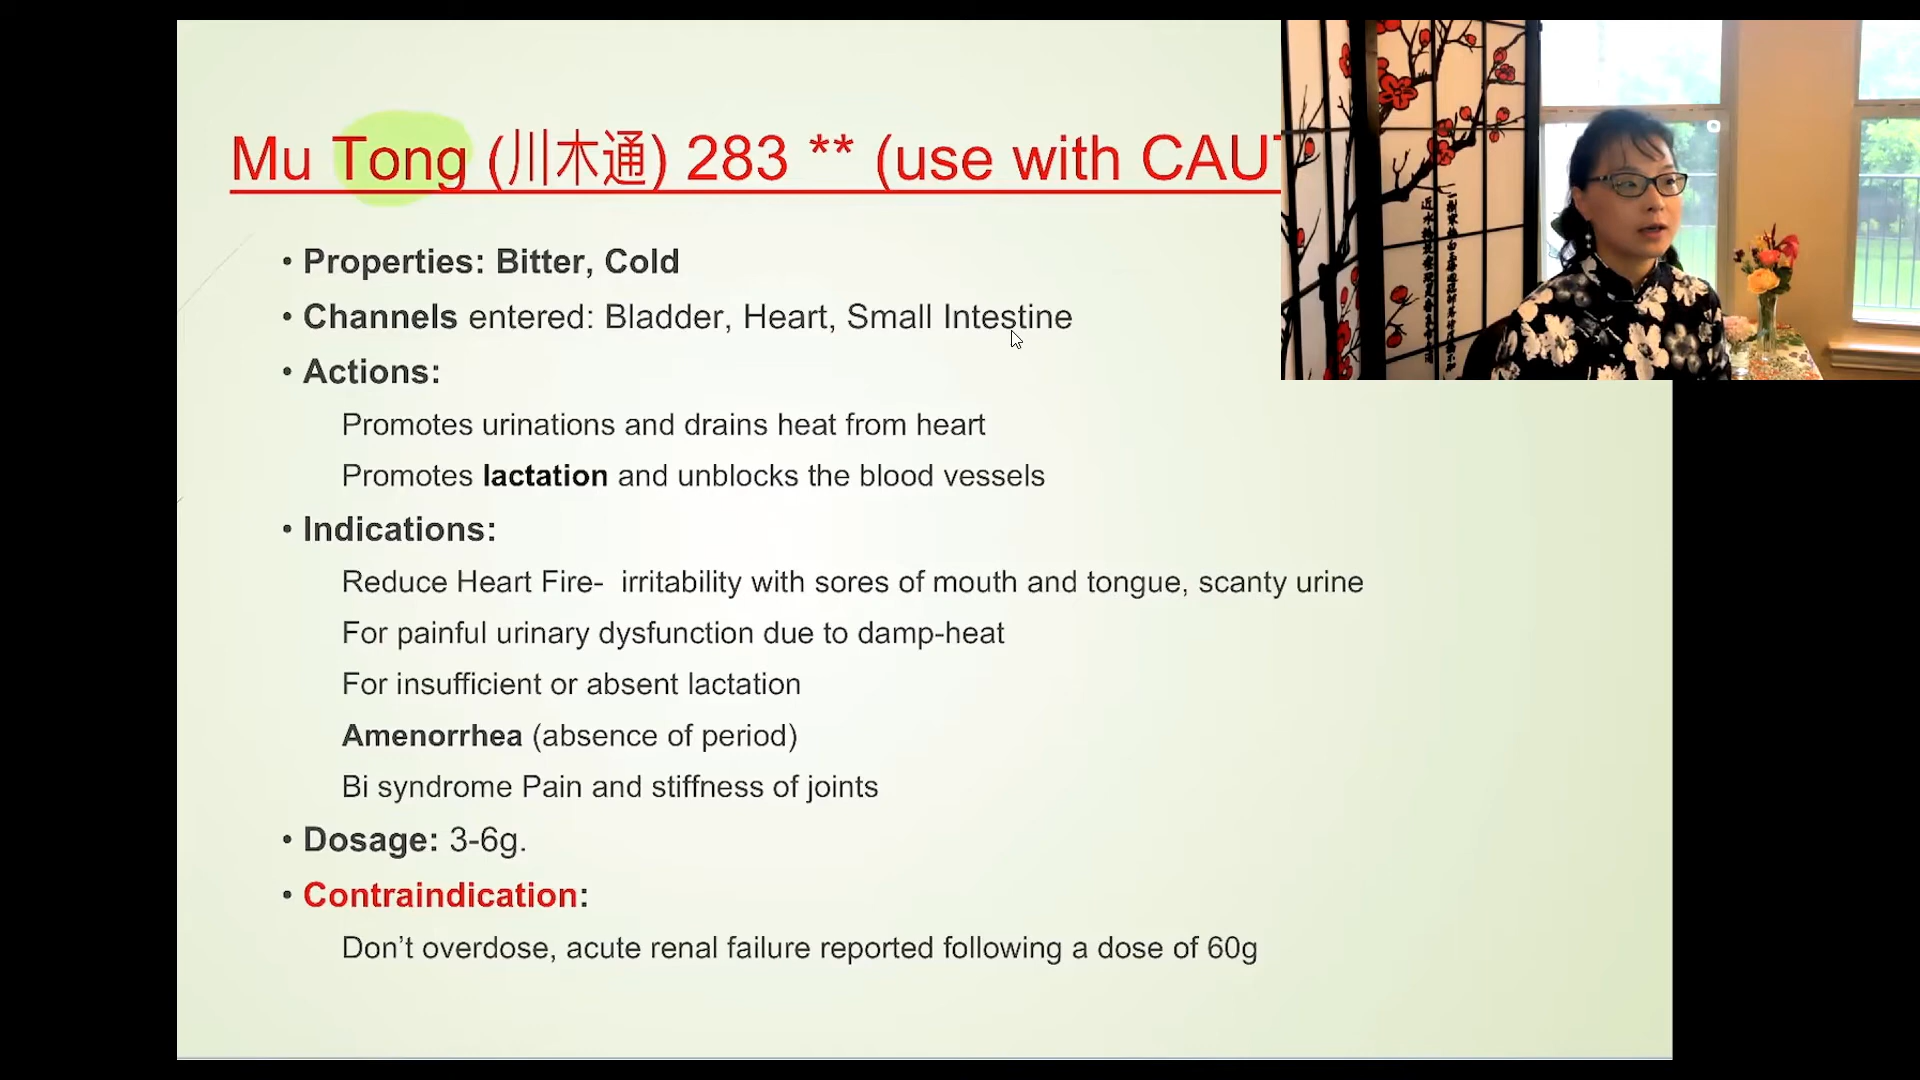 Mu Tong (川木通) 283 ** (use with CAUT
• Properties: Bitter, Cold
• Channels entered: Bladder, Heart, Small Intestine
• Actions:
Promotes urinations and drains heat from heart
Promotes lactation and unblocks the blood vessels
• Indications:
Reduce Heart Fire- irritability with sores of mouth and tongue, scanty urine
For painful urinary dysfunction due to damp-heat
For insufficient or absent lactation
Amenorrhea (absence of period)
Bi syndrome Pain and stiffness of joints
• Dosage: 3-6g.
• Contraindication:
Don’t overdose, acute renal failure reported following a dose of 60g